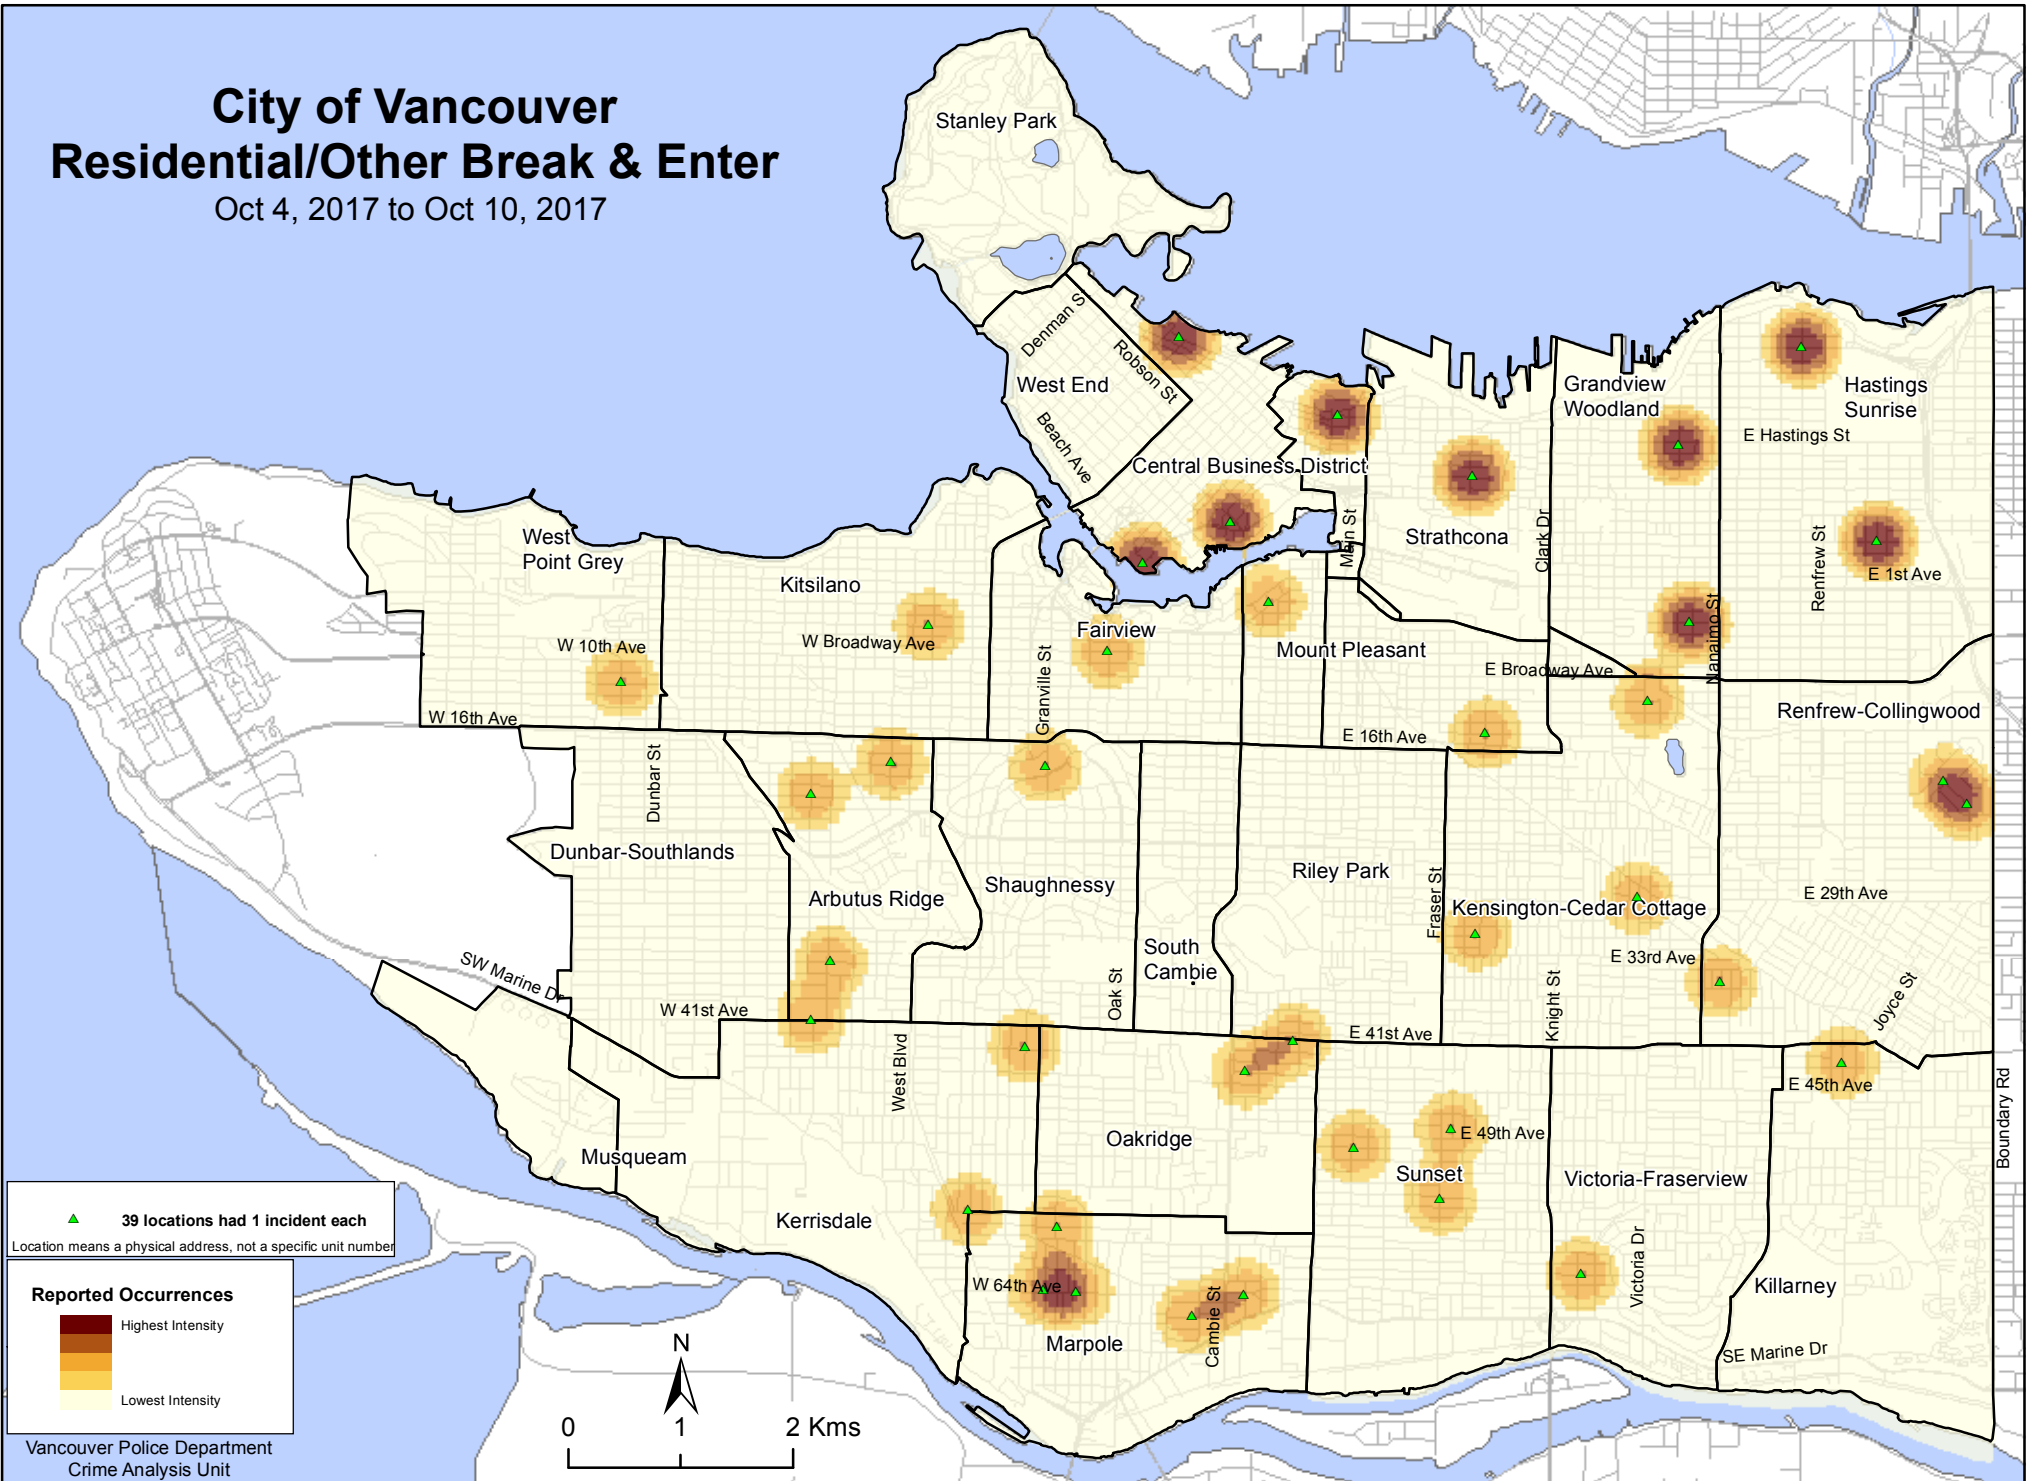 City of Vancouver
Residential/Other Break & Enter
Oct 4, 2017 to Oct 10, 2017
Stanley Park
Denman St
Robson St
West End
Beach Ave
Central Business District
Main St
Strathcona
Clark Dr
Grandview
Woodland
Hastings
Sunrise
E Hastings St
Renfrew St
E 1st Ave
Nanaimo St
West
Point Grey
Kitsilano
W 10th Ave
W Broadway Ave
Fairview
Granville St
Mount Pleasant
E Broadway Ave
W 16th Ave
E 16th Ave
Renfrew-Collingwood
Dunbar St
Dunbar-Southlands
Arbutus Ridge
Shaughnessy
Riley Park
Fraser St
Kensington-Cedar Cottage
E 29th Ave
South
Cambie
E 33rd Ave
SW Marine Dr
W 41st Ave
Oak St
Knight St
Joyce St
E 41st Ave
West Blvd
E 45th Ave
Boundary Rd
Oakridge
E 49th Ave
Musqueam
Sunset
Victoria-Fraserview
Kerrisdale
W 64th Ave
Cambie St
Victoria Dr
Killarney
Marpole
SE Marine Dr
39 locations had 1 incident each
Location means a physical address, not a specific unit number
Reported Occurrences
Highest Intensity
Lowest Intensity
Vancouver Police Department
Crime Analysis Unit
N
0 1 2 Kms